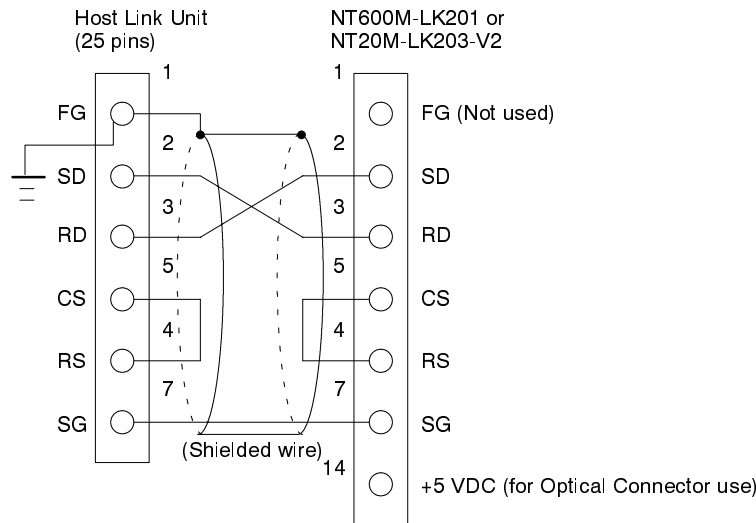 Host Link Unit
(25 pins)
NT600M-LK201 or
NT20M-LK203-V2
1
1
FG
FG (Not used)
2
2
SD
SD
3
3
RD
RD
5
5
CS
CS
4
4
RS
RS
7
7
SG
SG
(Shielded wire)
14
+5 VDC (for Optical Connector use)